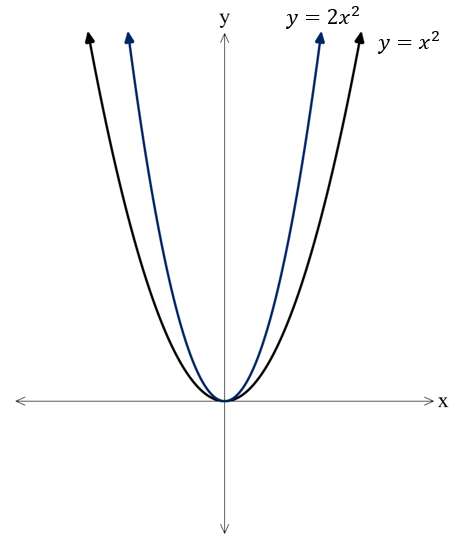 y = 2x²
y
y = x²
x